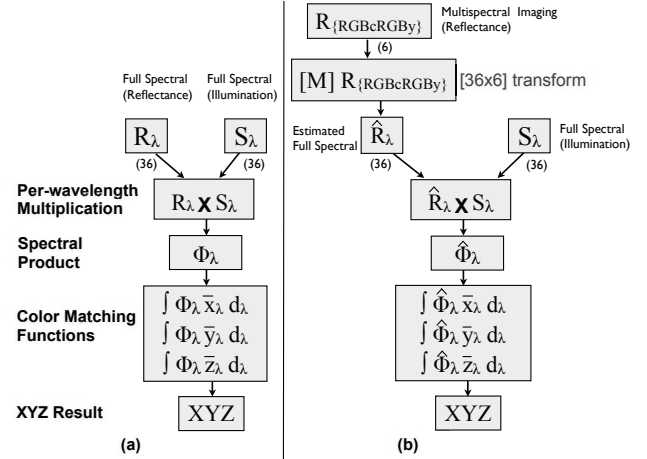 Full Spectral
(Reflectance)
Full Spectral
(Illumination)
Rλ
Sλ
(36)
(36)
Per-wavelength
Multiplication
Rλ X Sλ
Spectral
Product
Φλ
Color Matching
Functions
∫ Φλ x̅λ dλ
∫ Φλ y̅λ dλ
∫ Φλ z̅λ dλ
XYZ Result
XYZ
(a)
R{RGBcRGBy}
Multispectral Imaging
(Reflectance)
(6)
[M] R{RGBcRGBy}
[36x6] transform
Estimated
Full Spectral
R̂λ
Sλ
Full Spectral
(Illumination)
(36)
(36)
R̂λ X Sλ
Φ̂λ
∫ Φ̂λ x̅λ dλ
∫ Φ̂λ y̅λ dλ
∫ Φ̂λ z̅λ dλ
XYZ
(b)